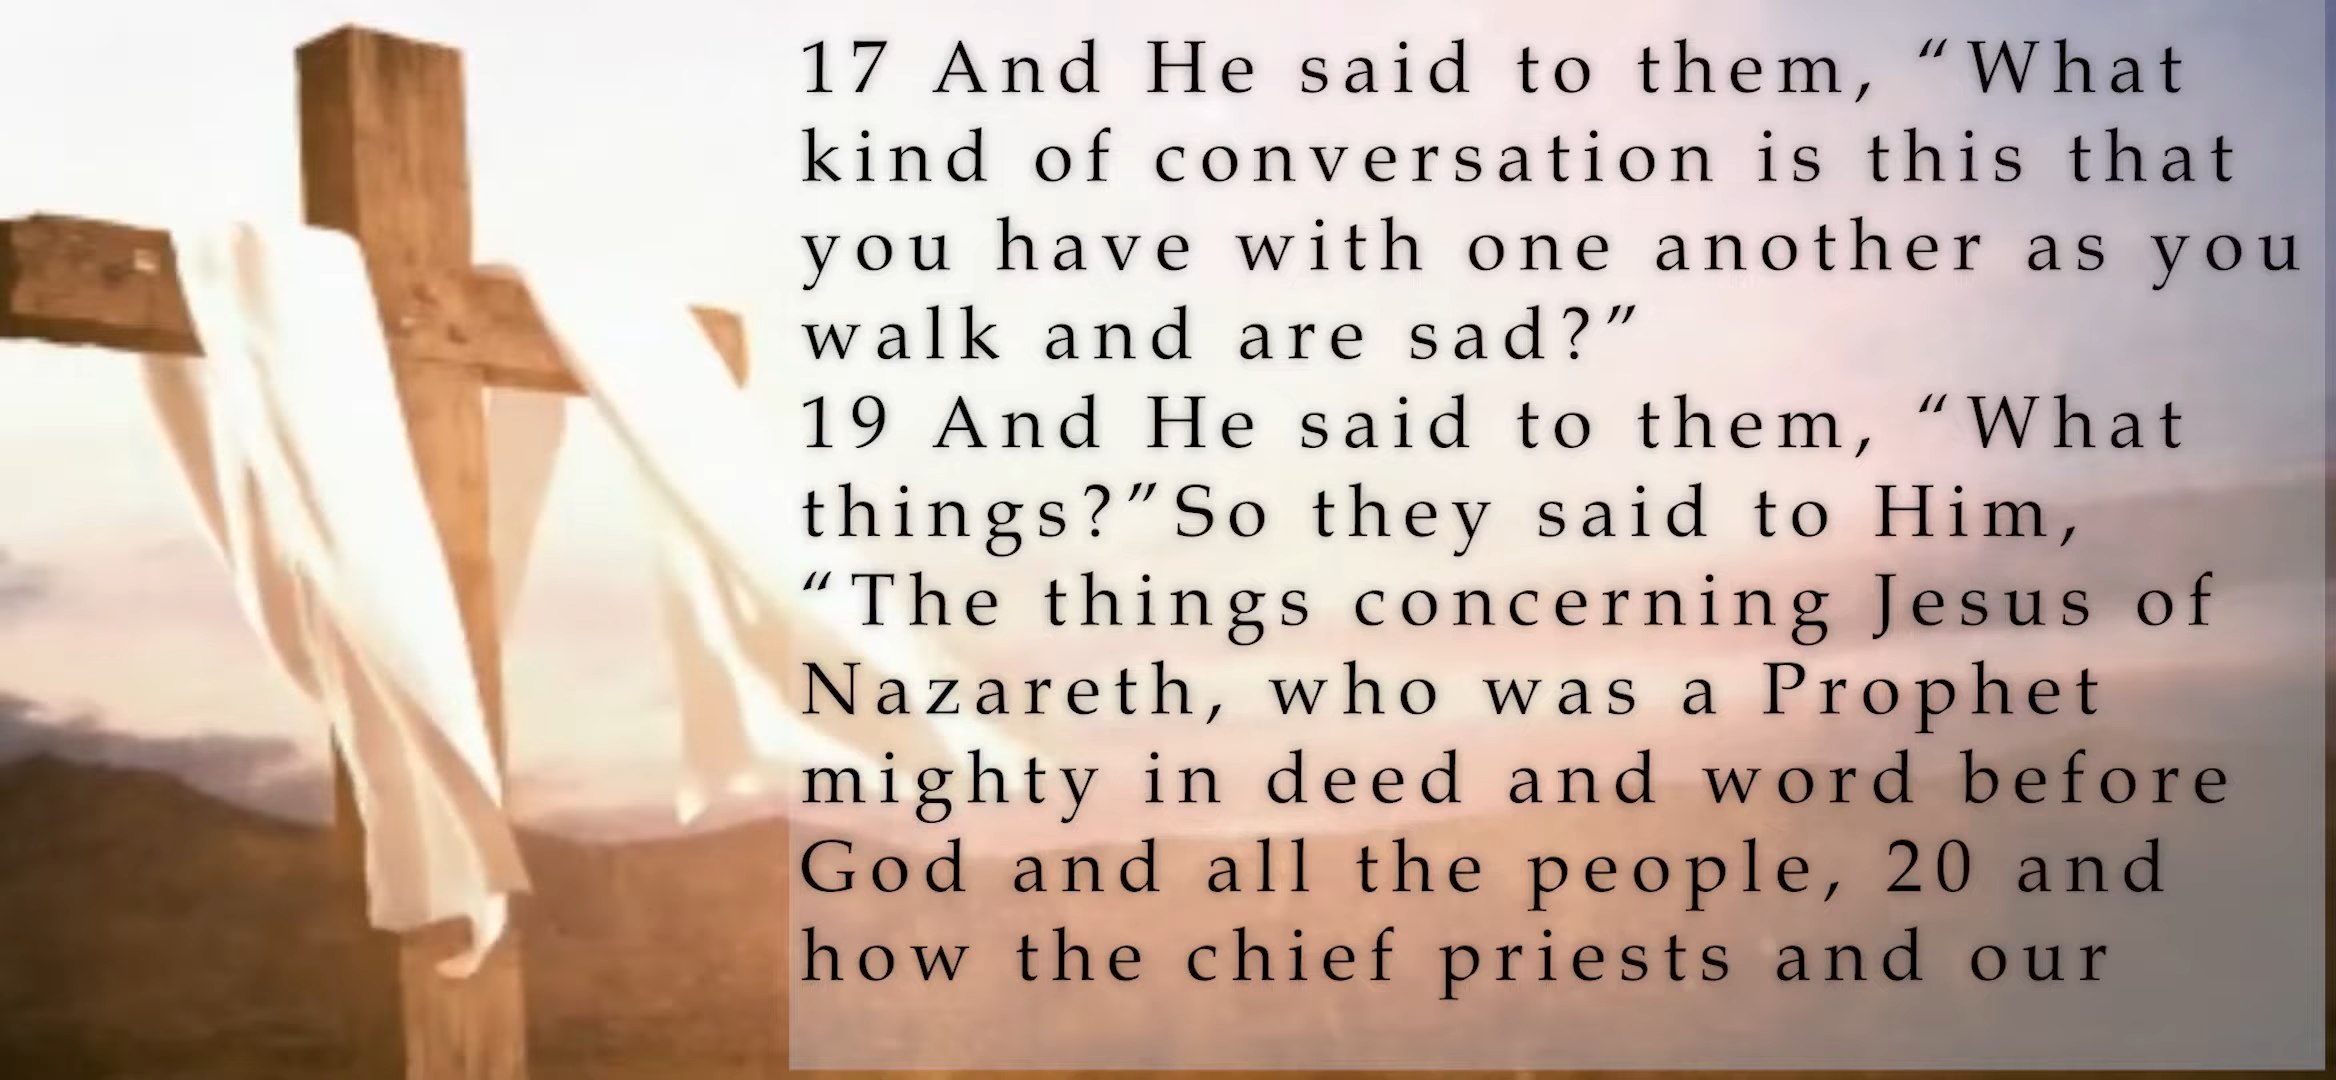 17 And He said to them, “What
kind of conversation is this that
you have with one another as you
walk and are sad?”
19 And He said to them, “What
things?”So they said to Him,
“The things concerning Jesus of
Nazareth, who was a Prophet
mighty in deed and word before
God and all the people, 20 and
how the chief priests and our